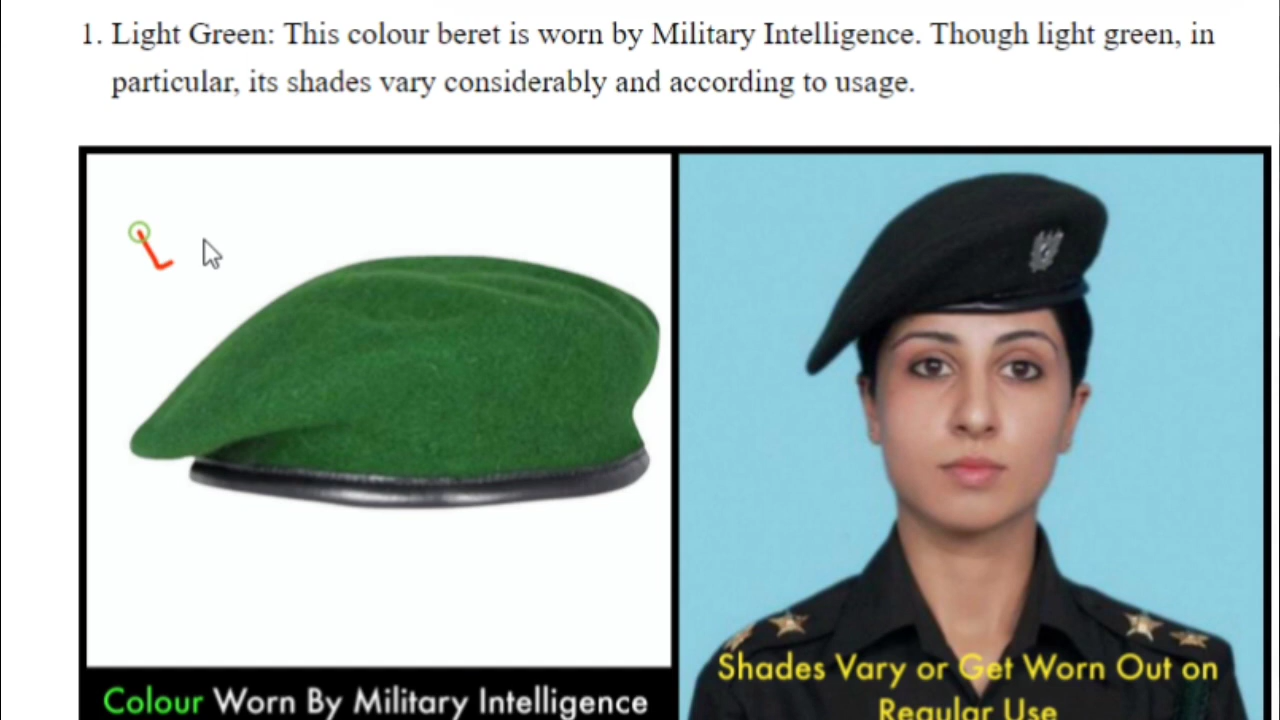 1. Light Green: This colour beret is worn by Military Intelligence. Though light green, in
particular, its shades vary considerably and according to usage.
Colour Worn By Military Intelligence
Shades Vary or Get Worn Out on
Regular Use